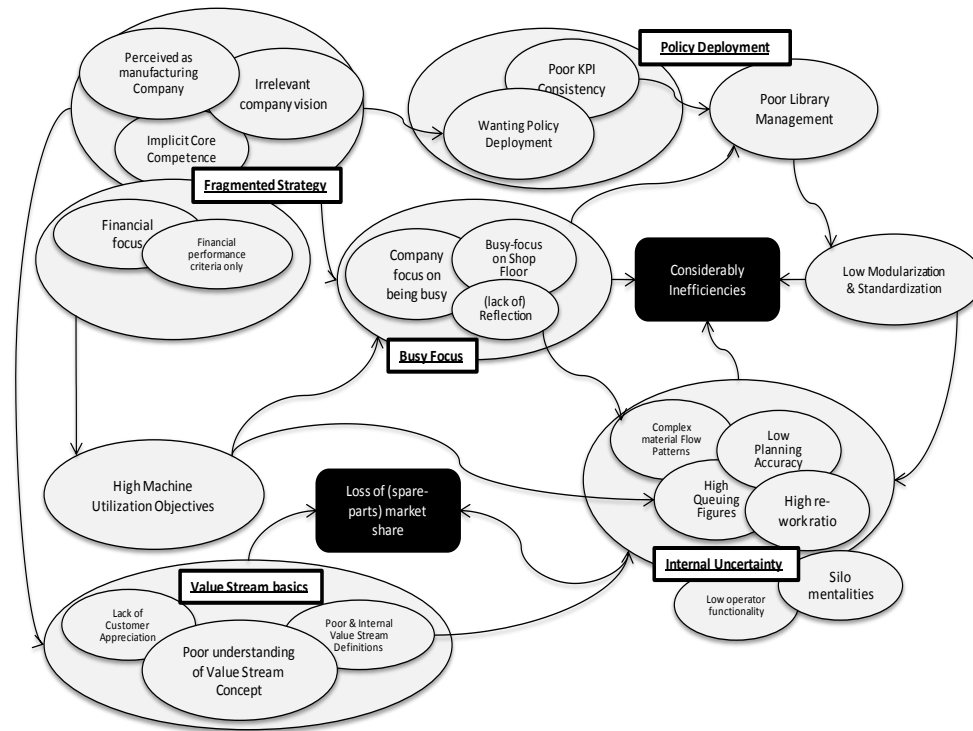 Perceived as
manufacturing
Company
Irrelevant
company vision
Implicit Core
Competence
Fragmented Strategy
Financial
focus
Financial
performance
criteria only
Policy Deployment
Poor KPI
Consistency
Wanting Policy
Deployment
Poor Library
Management
Company
focus on
being busy
Busy-focus
on Shop
Floor
(lack of)
Reflection
Busy Focus
Considerably
Inefficiencies
Low Modularization
& Standardization
High Machine
Utilization Objectives
Loss of (spare-
parts) market
share
Complex
material Flow
Patterns
Low
Planning
Accuracy
High
Queuing
Figures
High re-
work ratio
Internal Uncertainty
Low operator
functionality
Silo
mentalities
Value Stream basics
Lack of
Customer
Appreciation
Poor & Internal
Value Stream
Definitions
Poor understanding
of Value Stream
Concept